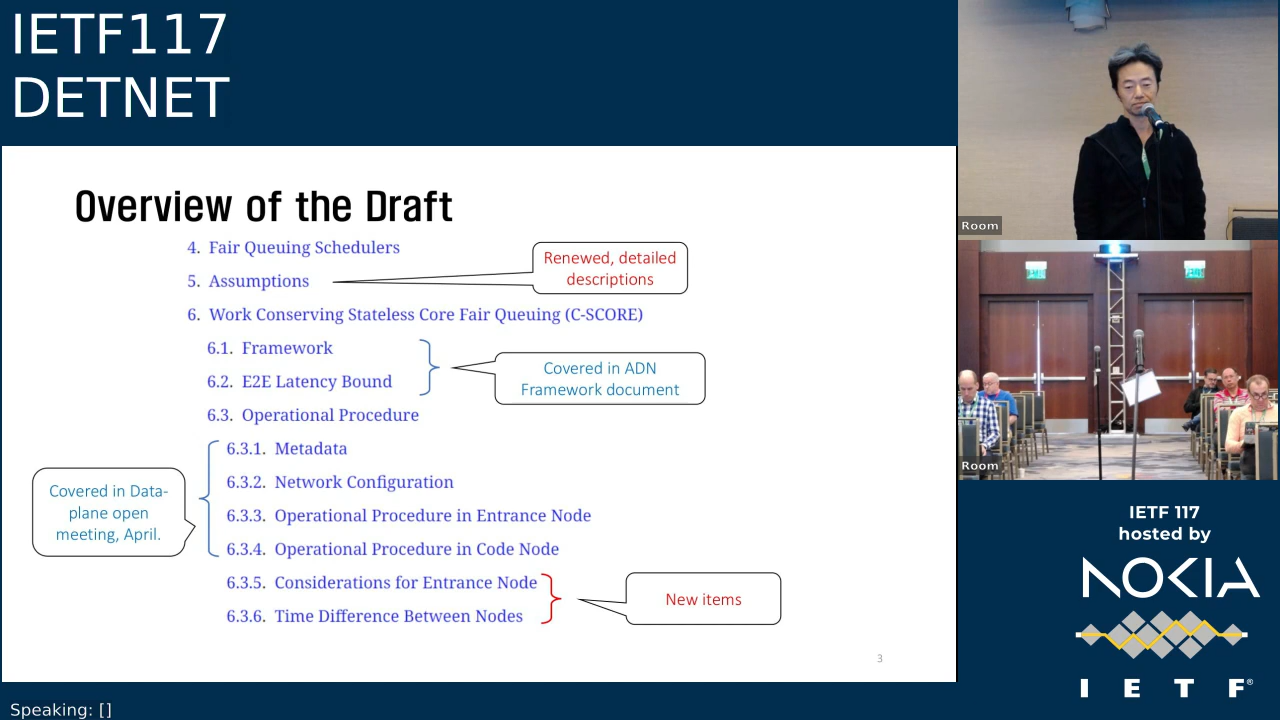 IETF117
DETNET
Overview of the Draft
4. Fair Queuing Schedulers
5. Assumptions
Renewed, detailed
descriptions
6. Work Conserving Stateless Core Fair Queuing (C-SCORE)
6.1. Framework
6.2. E2E Latency Bound
Covered in ADN
Framework document
6.3. Operational Procedure
6.3.1. Metadata
6.3.2. Network Configuration
6.3.3. Operational Procedure in Entrance Node
6.3.4. Operational Procedure in Code Node
Covered in Data-
plane open
meeting, April.
6.3.5. Considerations for Entrance Node
6.3.6. Time Difference Between Nodes
New items
3
Speaking: []
Room
Room
IETF 117
hosted by
NOKIA
I E T F®